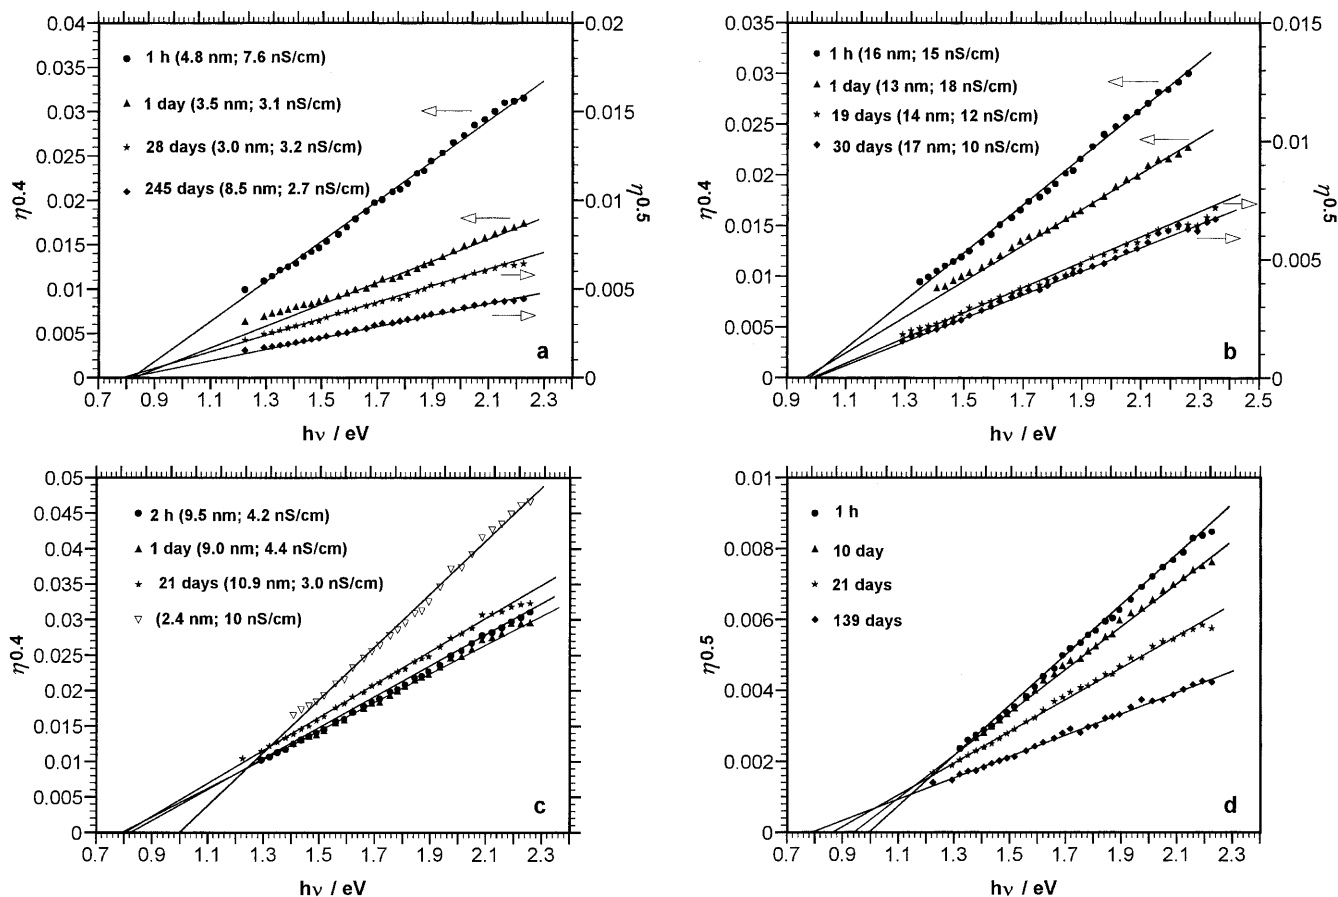 0.04
0.035
0.03
0.025
0.02
0.015
0.01
0.005
0
η0.4
0.02
0.015
0.01
0.005
0
η0.5
1 h (4.8 nm; 7.6 nS/cm)
1 day (3.5 nm; 3.1 nS/cm)
28 days (3.0 nm; 3.2 nS/cm)
245 days (8.5 nm; 2.7 nS/cm)
a
0.7 0.9 1.1 1.3 1.5 1.7 1.9 2.1 2.3
hν / eV
0.035
0.03
0.025
0.02
0.015
0.01
0.005
0
η0.4
0.015
0.01
0.005
0
η0.5
1 h (16 nm; 15 nS/cm)
1 day (13 nm; 18 nS/cm)
19 days (14 nm; 12 nS/cm)
30 days (17 nm; 10 nS/cm)
b
0.9 1.1 1.3 1.5 1.7 1.9 2.1 2.3 2.5
hν / eV
0.05
0.045
0.04
0.035
0.03
0.025
0.02
0.015
0.01
0.005
0
η0.4
2 h (9.5 nm; 4.2 nS/cm)
1 day (9.0 nm; 4.4 nS/cm)
21 days (10.9 nm; 3.0 nS/cm)
(2.4 nm; 10 nS/cm)
c
0.7 0.9 1.1 1.3 1.5 1.7 1.9 2.1 2.3
hν / eV
0.01
0.008
0.006
0.004
0.002
0
η0.5
1 h
10 day
21 days
139 days
d
0.7 0.9 1.1 1.3 1.5 1.7 1.9 2.1 2.3
hν / eV